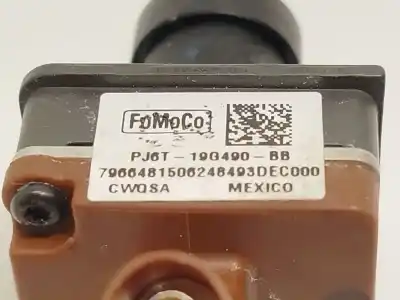 FoMoCo
PJ6T-19G490-BB
7966481506248493DEC000
CWQSA MEXICO